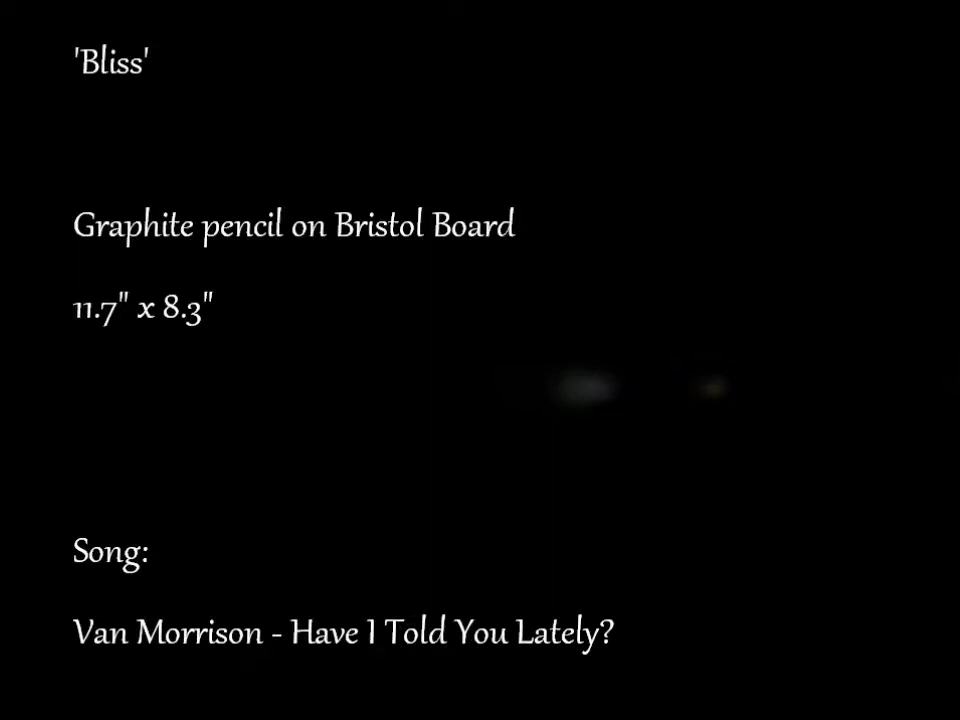 'Bliss'
Graphite pencil on Bristol Board
11.7" x 8.3"
Song:
Van Morrison - Have I Told You Lately?